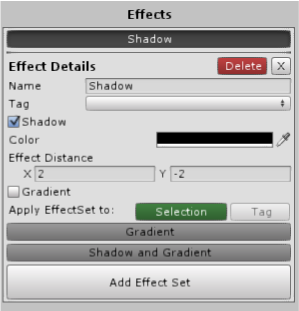 Effects
Shadow
Effect Details Delete X
Name Shadow
Tag
Shadow
Color
Effect Distance
X 2 Y -2
Gradient
Apply EffectSet to: Selection Tag
Gradient
Shadow and Gradient
Add Effect Set